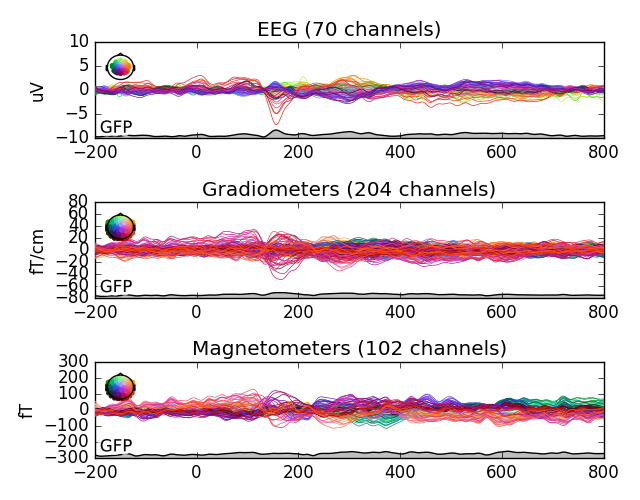 EEG (70 channels)
10
5
0
−5
−10
uV
GFP
−200 0 200 400 600 800
Gradiometers (204 channels)
80
60
40
20
0
−20
−40
−60
−80
fT/cm
GFP
−200 0 200 400 600 800
Magnetometers (102 channels)
300
200
100
0
−100
−200
−300
fT
GFP
−200 0 200 400 600 800